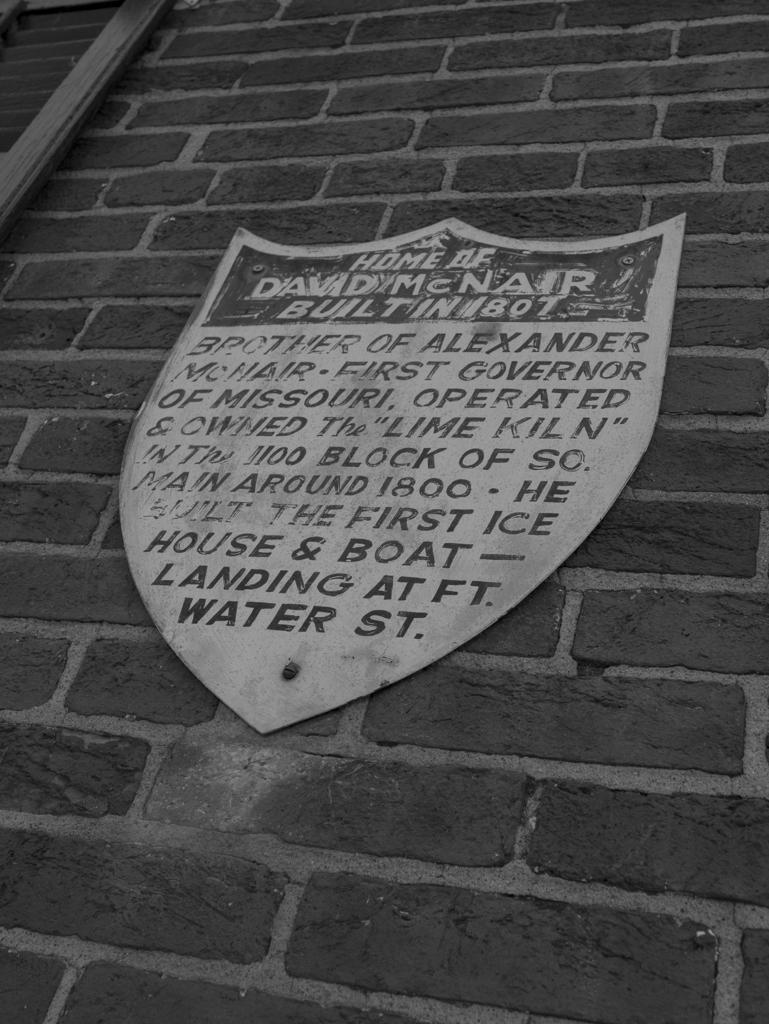 HOME OF
DAVID McNAIR
BUILT IN 1807
BROTHER OF ALEXANDER
McNAIR · FIRST GOVERNOR
OF MISSOURI, OPERATED
& OWNED The "LIME KILN"
IN The 1100 BLOCK OF SO.
MAIN AROUND 1800 · HE
BUILT THE FIRST ICE
HOUSE & BOAT —
LANDING AT FT.
WATER ST.